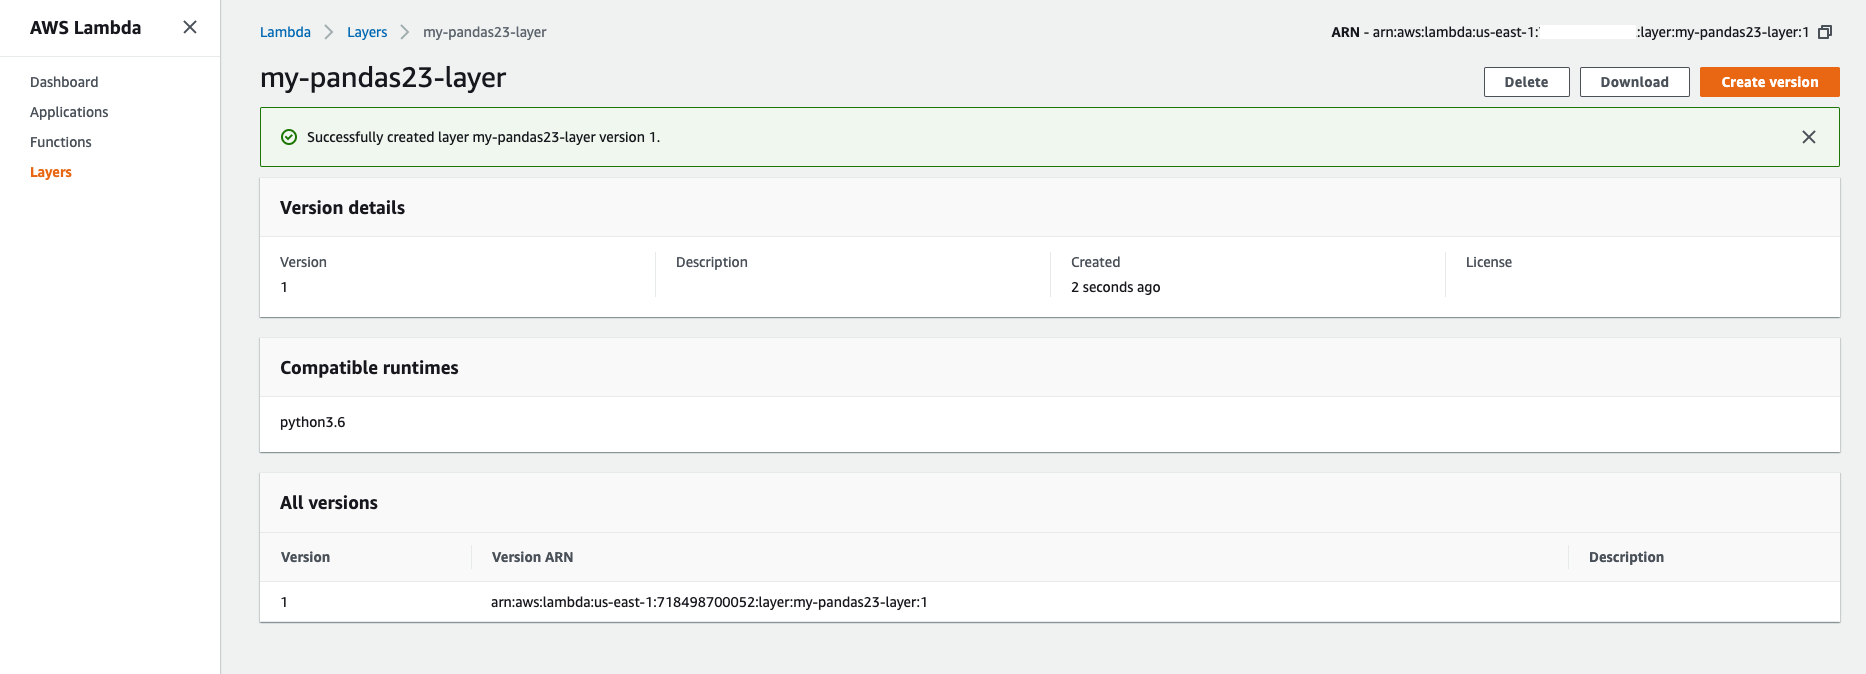 AWS Lambda
Dashboard
Applications
Functions
Layers
Lambda Layers my-pandas23-layer
ARN - arn:aws:lambda:us-east-1: :layer:my-pandas23-layer:1
my-pandas23-layer
Delete Download Create version
Successfully created layer my-pandas23-layer version 1.
Version details
Version Description Created License
1 2 seconds ago
Compatible runtimes
python3.6
All versions
Version Version ARN Description
1 arn:aws:lambda:us-east-1:718498700052:layer:my-pandas23-layer:1